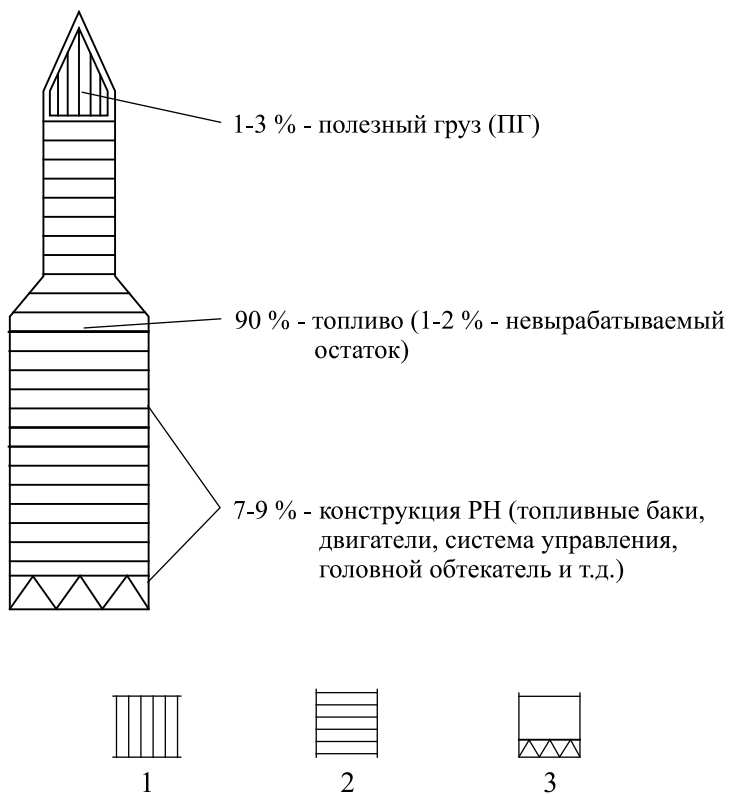 1-3 % - полезный груз (ПГ)
90 % - топливо (1-2 % - невырабатываемый
остаток)
7-9 % - конструкция РН (топливные баки,
двигатели, система управления,
головной обтекатель и т.д.)
1 2 3